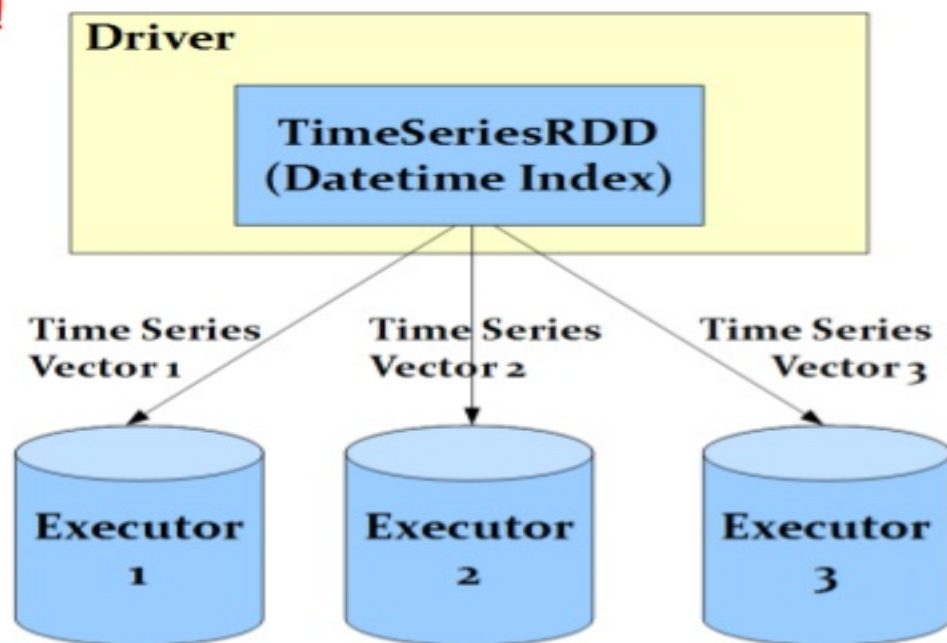 !
Driver
TimeSeriesRDD
(Datetime Index)
Time Series
Vector 1
Time Series
Vector 2
Time Series
Vector 3
Executor
1
Executor
2
Executor
3